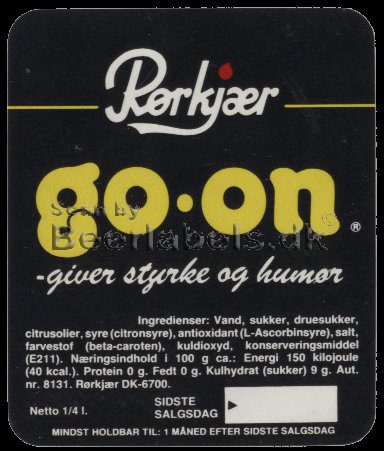 Rørkjær
go·on ®
Scan by
Beerlabels.dk ©
-giver styrke og humør
Ingredienser: Vand, sukker, druesukker,
citrusolier, syre (citronsyre), antioxidant (L-Ascorbinsyre), salt,
farvestof (beta-caroten), kuldioxyd, konserveringsmiddel
(E211). Næringsindhold i 100 g ca.: Energi 150 kilojoule
(40 kcal.). Protein 0 g. Fedt 0 g. Kulhydrat (sukker) 9 g. Aut.
nr. 8131. Rørkjær DK-6700.
Netto 1/4 l.
SIDSTE
SALGSDAG
MINDST HOLDBAR TIL: 1 MÅNED EFTER SIDSTE SALGSDAG